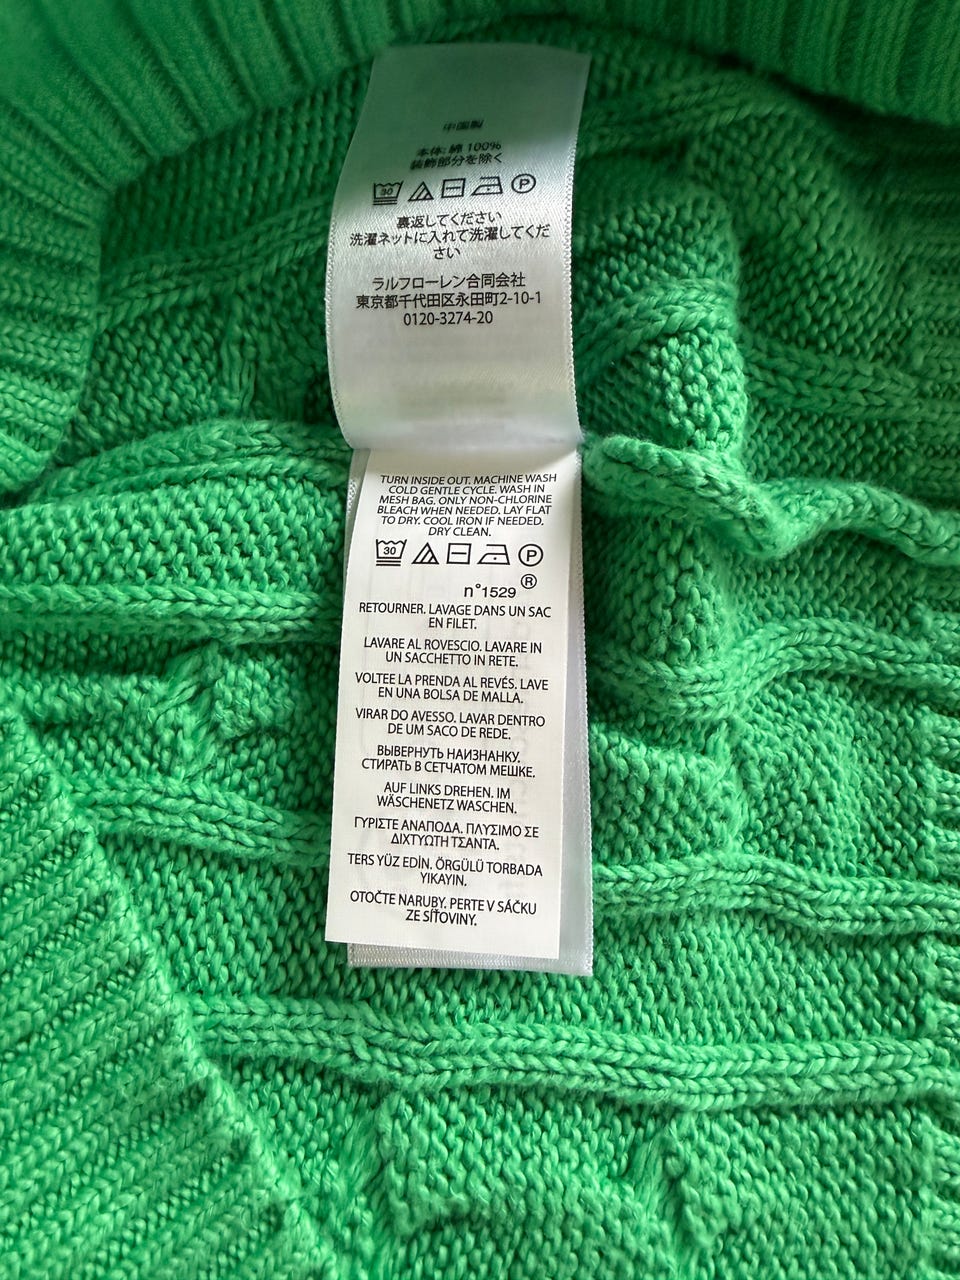 中国製
本体: 綿 100%
装飾部分を除く
30 P
裏返してください
洗濯ネットに入れて洗濯してくだ
さい
ラルフローレン合同会社
東京都千代田区永田町2-10-1
0120-3274-20
TURN INSIDE OUT. MACHINE WASH
COLD GENTLE CYCLE. WASH IN
MESH BAG. ONLY NON-CHLORINE
BLEACH WHEN NEEDED. LAY FLAT
TO DRY. COOL IRON IF NEEDED.
DRY CLEAN.
30 P
n°1529 ®
RETOURNER. LAVAGE DANS UN SAC
EN FILET.
LAVARE AL ROVESCIO. LAVARE IN
UN SACCHETTO IN RETE.
VOLTEE LA PRENDA AL REVÉS. LAVE
EN UNA BOLSA DE MALLA.
VIRAR DO AVESSO. LAVAR DENTRO
DE UM SACO DE REDE.
ВЫВЕРНУТЬ НАИЗНАНКУ.
СТИРАТЬ В СЕТЧАТОМ МЕШКЕ.
AUF LINKS DREHEN. IM
WÄSCHENETZ WASCHEN.
ΓΥΡΙΣΤΕ ΑΝΑΠΟΔΑ. ΠΛΥΣΙΜΟ ΣΕ
ΔΙΧΤΥΩΤΗ ΤΣΑΝΤΑ.
TERS YÜZ EDİN. ÖRGÜLÜ TORBADA
YIKAYIN.
OTOČTE NARUBY. PERTE V SÁČKU
ZE SÍŤOVINY.